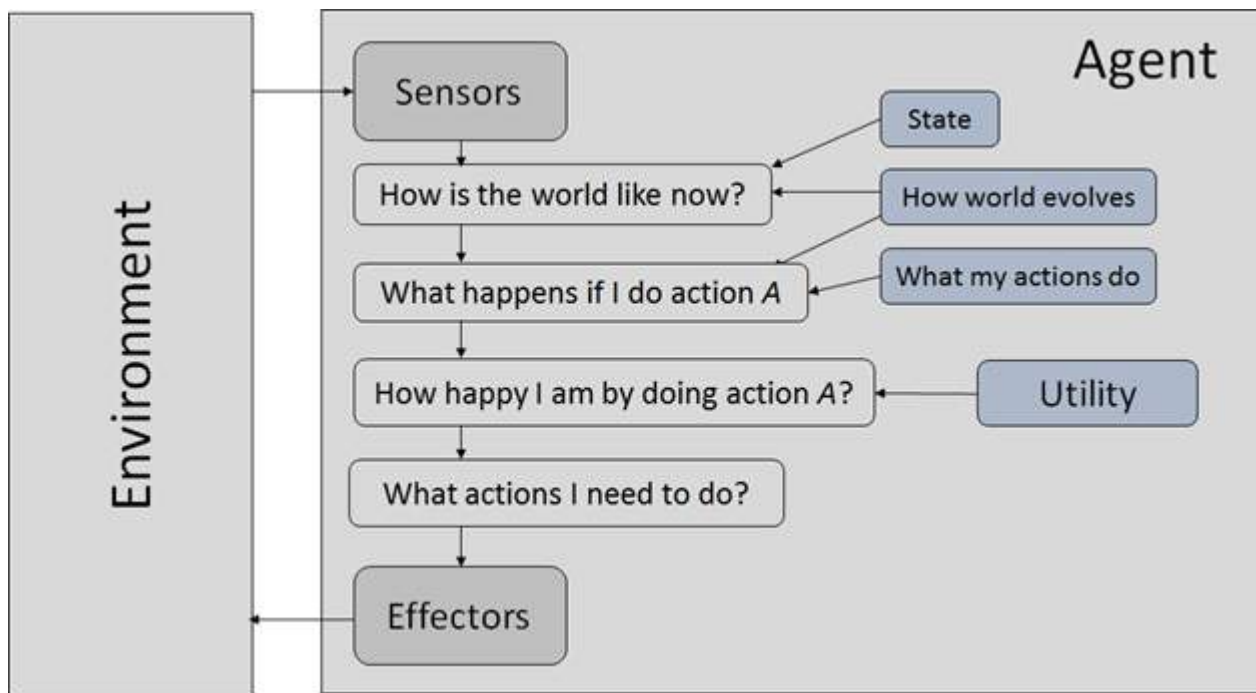 Agent
Environment
Sensors
State
How is the world like now?
How world evolves
What happens if I do action A
What my actions do
How happy I am by doing action A?
Utility
What actions I need to do?
Effectors